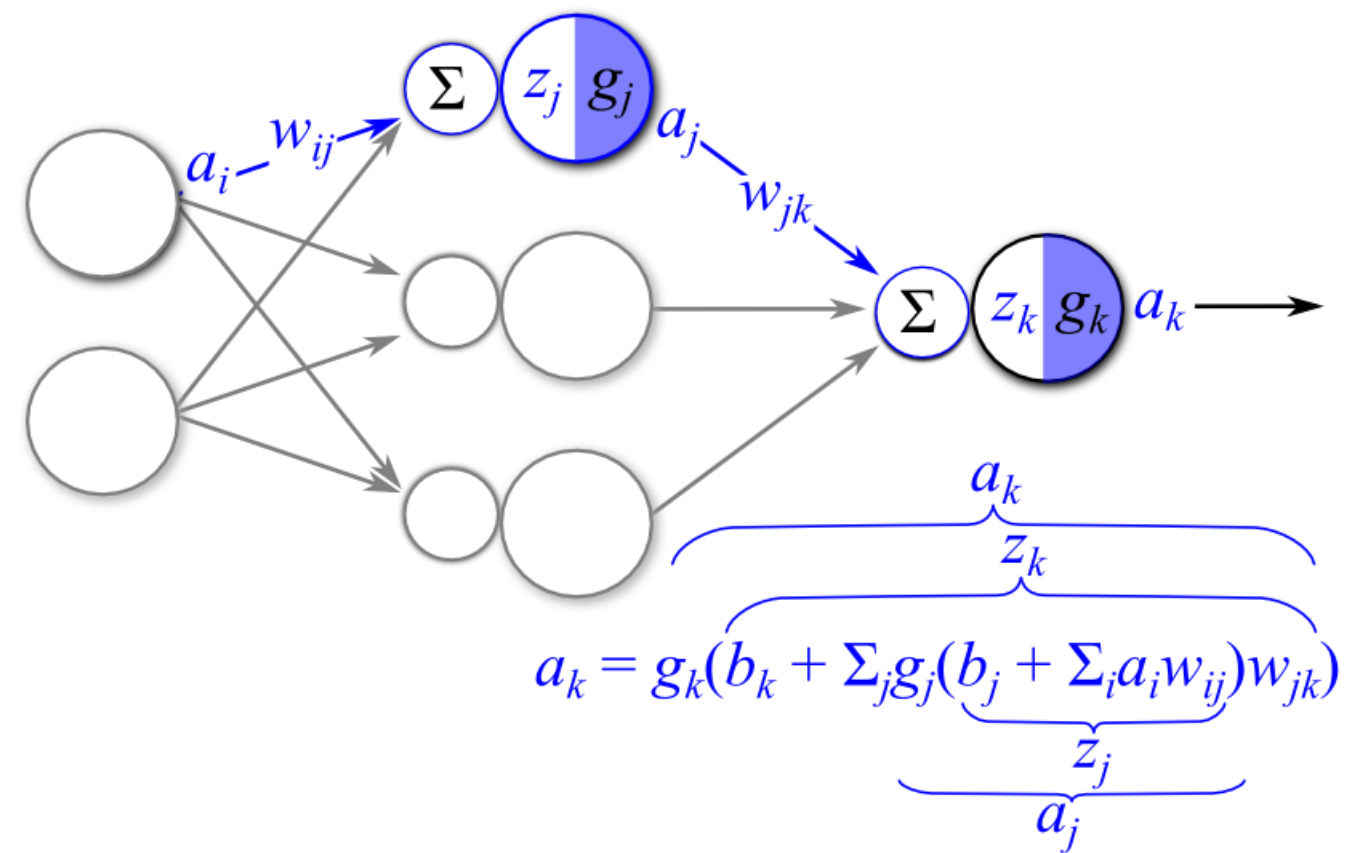 Σ z_j g_j
a_i w_ij a_j
w_jk
Σ z_k g_k a_k
a_k
z_k
a_k = g_k(b_k + Σ_j g_j(b_j + Σ_i a_i w_ij)w_jk)
z_j
a_j